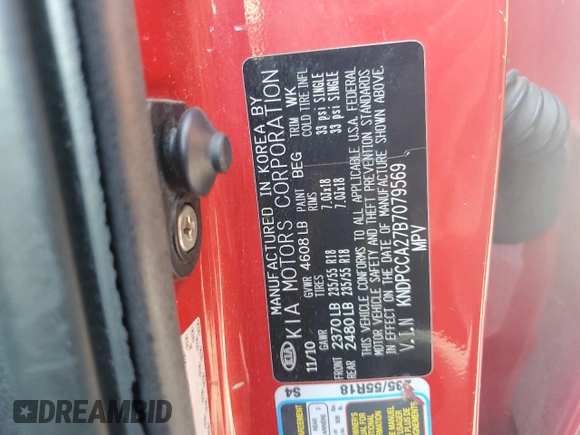 MANUFACTURED IN KOREA BY
KIA MOTORS CORPORATION
KIA
11/10 GVWR 4608 LB PAINT BEG TRIM WK
GAWR TIRES RIMS COLD TIRE INFL
FRONT 2370 LB 235/55 R18 7.0Jx18 33 psi SINGLE
REAR 2480 LB 235/55 R18 7.0Jx18 33 psi SINGLE
THIS VEHICLE CONFORMS TO ALL APPLICABLE U.S.A. FEDERAL
MOTOR VEHICLE SAFETY AND THEFT PREVENTION STANDARDS
IN EFFECT ON THE DATE OF MANUFACTURE SHOWN ABOVE.
V.I.N KNDPCCA27B7079569
MPV
S4
235/55R18
DREAMBID